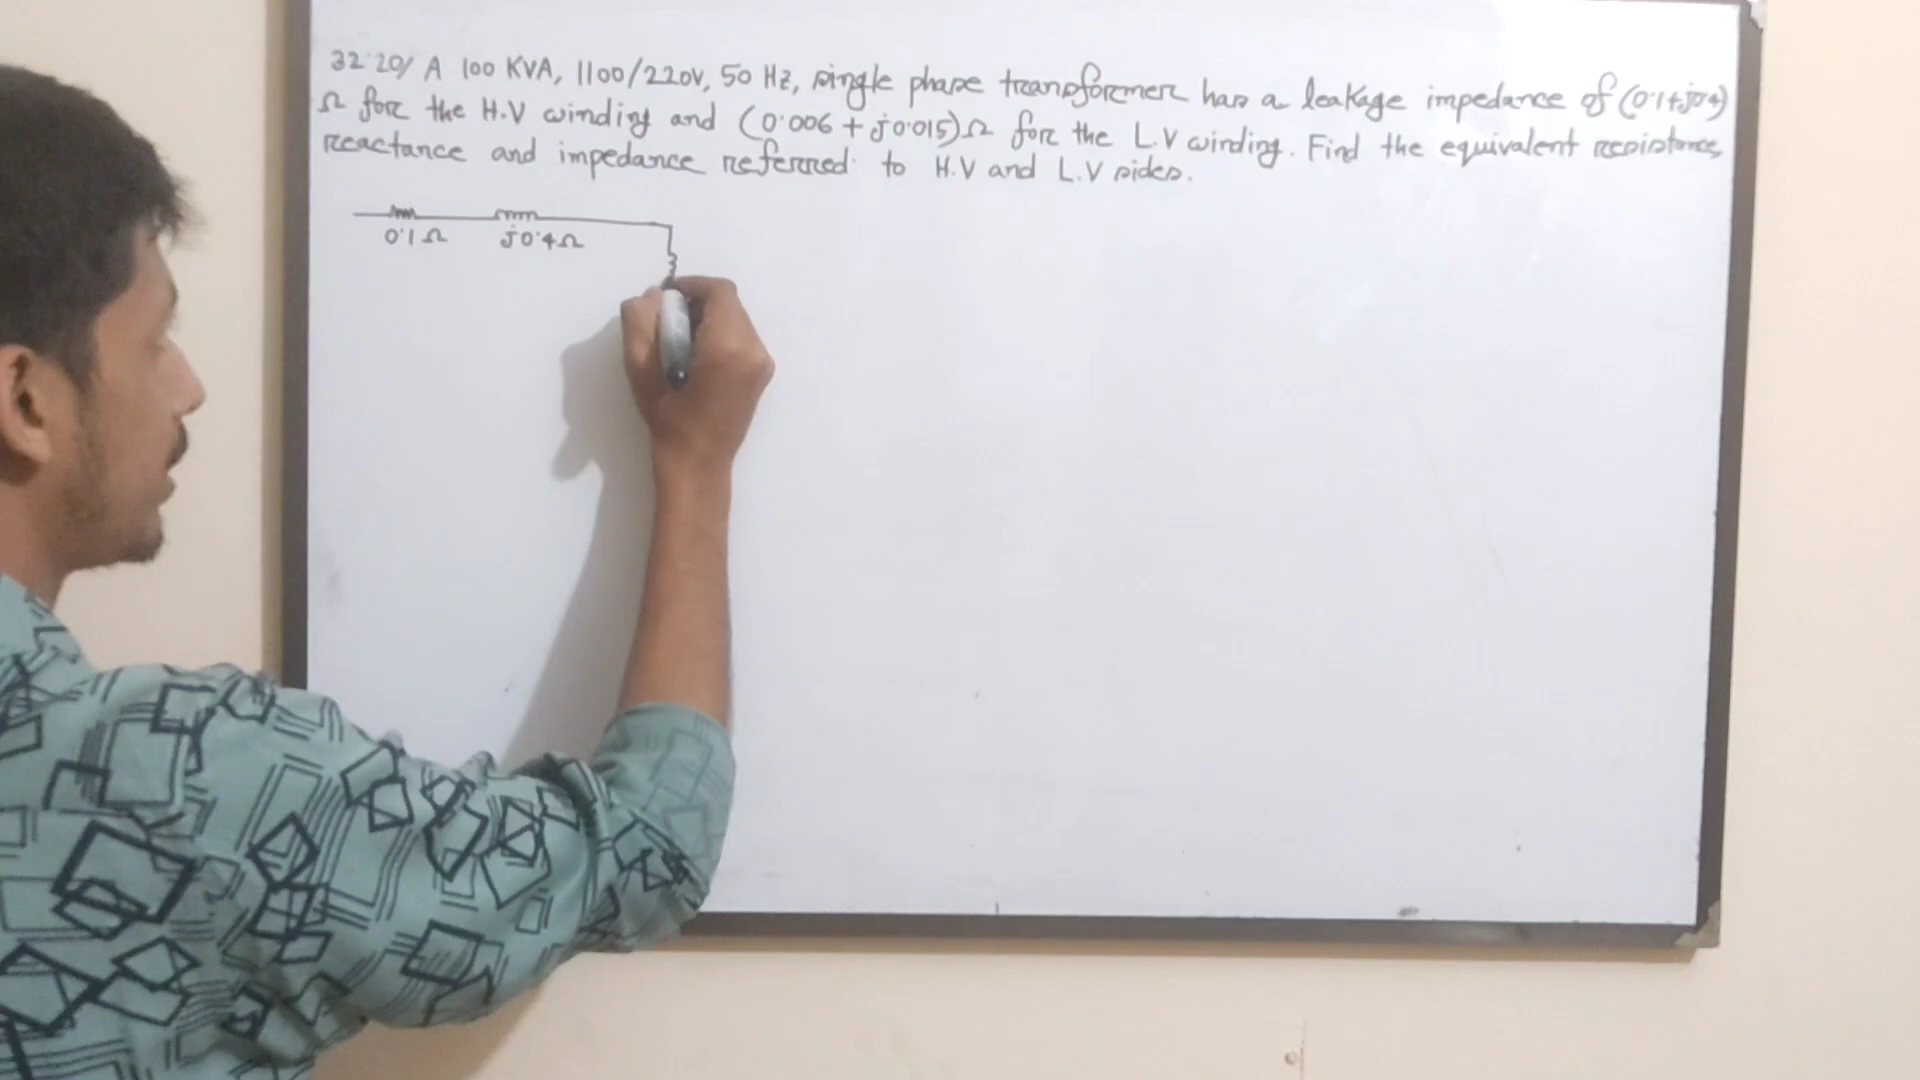 32.20/ A 100 KVA, 1100/220V, 50 Hz, single phase transformer has a leakage impedance of (0.1+j0.4)
Ω for the H.V winding and (0.006 + j0.015)Ω for the L.V winding. Find the equivalent resistance,
reactance and impedance referred to H.V and L.V sides.
0.1 Ω j0.4Ω